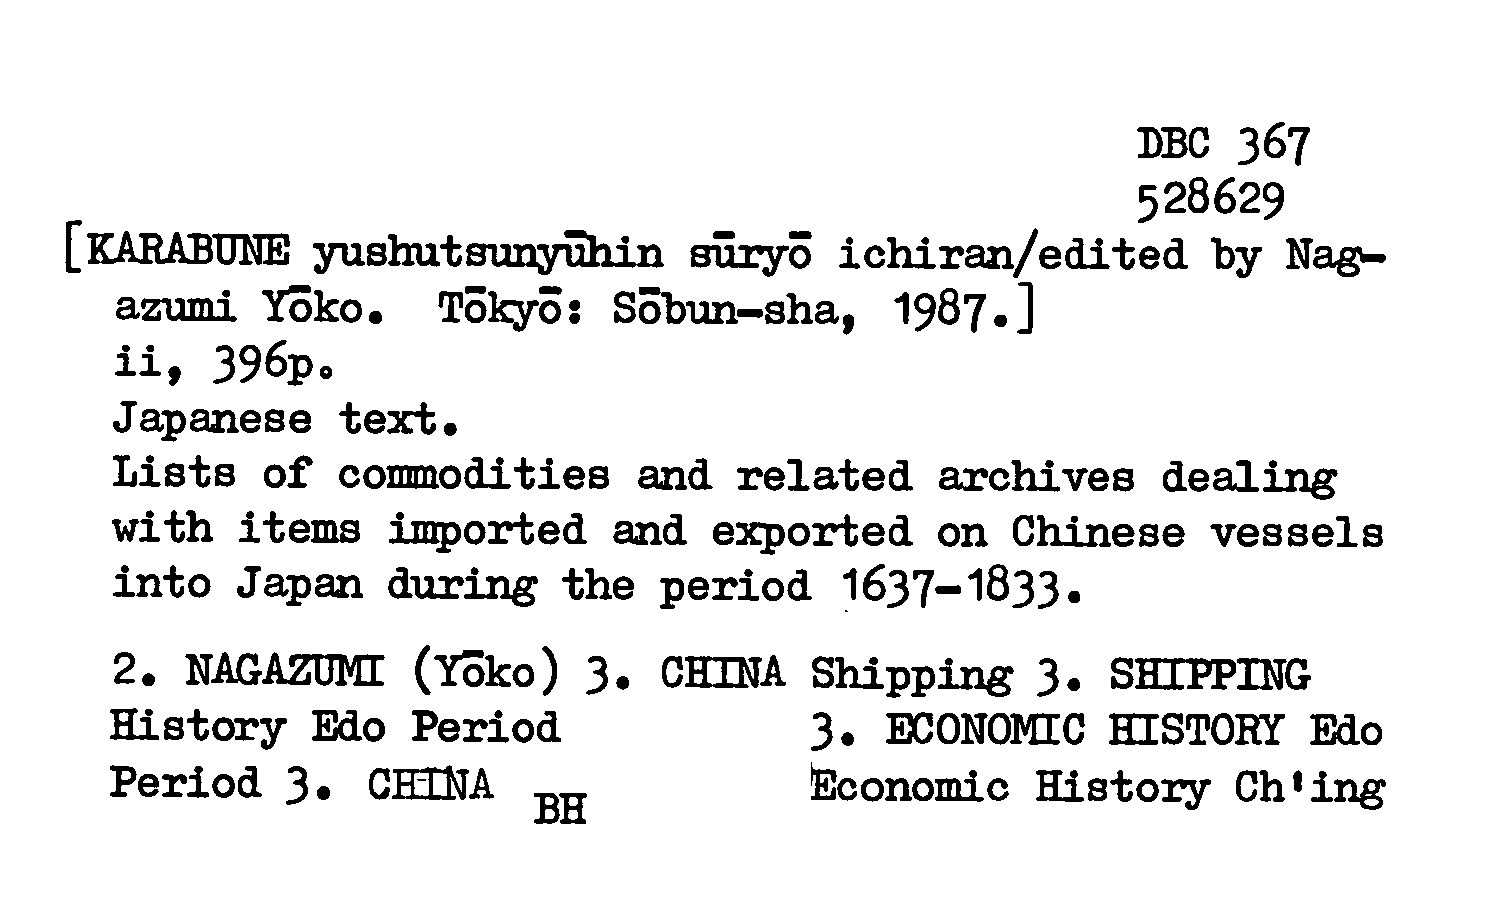 DBC 367
528629
[KARABUNE yushutsunyūhin sūryō ichiran/edited by Nag-
azumi Yōko. Tōkyō: Sōbun-sha, 1987.]
ii, 396p.
Japanese text.
Lists of commodities and related archives dealing
with items imported and exported on Chinese vessels
into Japan during the period 1637-1833.
2. NAGAZUMI (Yōko) 3. CHINA Shipping 3. SHIPPING
History Edo Period 3. ECONOMIC HISTORY Edo
Period 3. CHINA BH Economic History Ch'ing